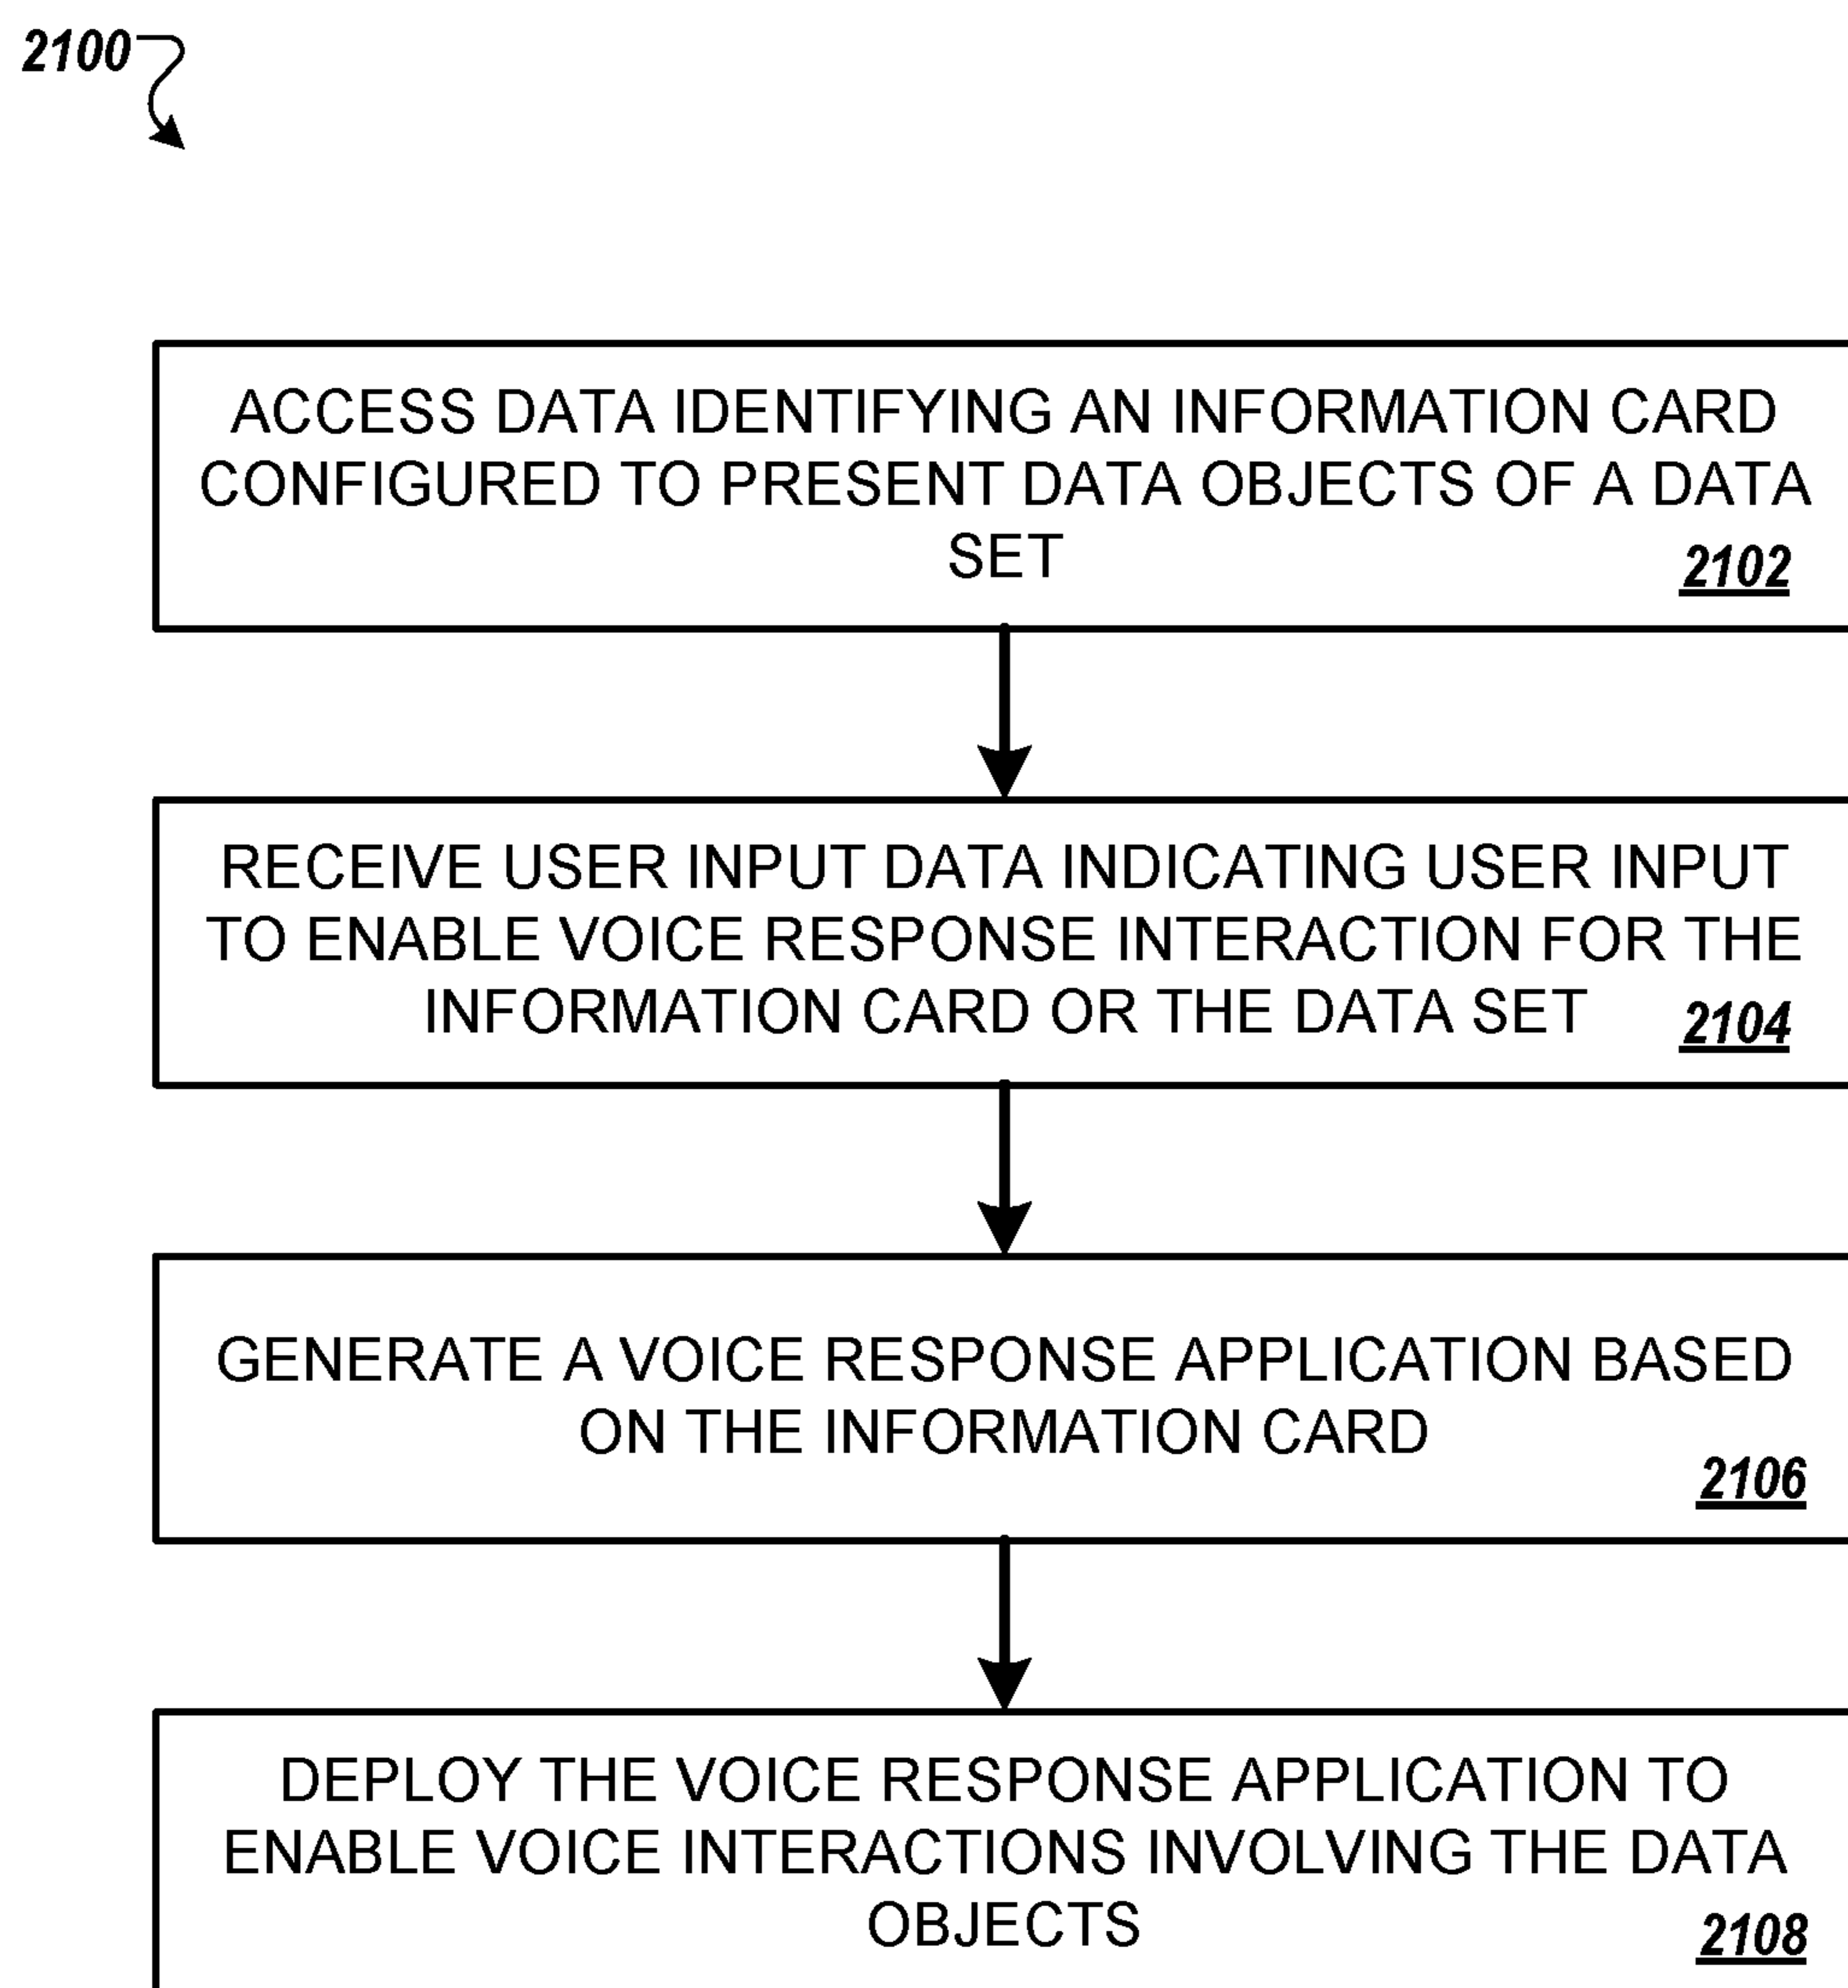 2100
ACCESS DATA IDENTIFYING AN INFORMATION CARD
CONFIGURED TO PRESENT DATA OBJECTS OF A DATA
SET
2102
RECEIVE USER INPUT DATA INDICATING USER INPUT
TO ENABLE VOICE RESPONSE INTERACTION FOR THE
INFORMATION CARD OR THE DATA SET
2104
GENERATE A VOICE RESPONSE APPLICATION BASED
ON THE INFORMATION CARD
2106
DEPLOY THE VOICE RESPONSE APPLICATION TO
ENABLE VOICE INTERACTIONS INVOLVING THE DATA
OBJECTS
2108